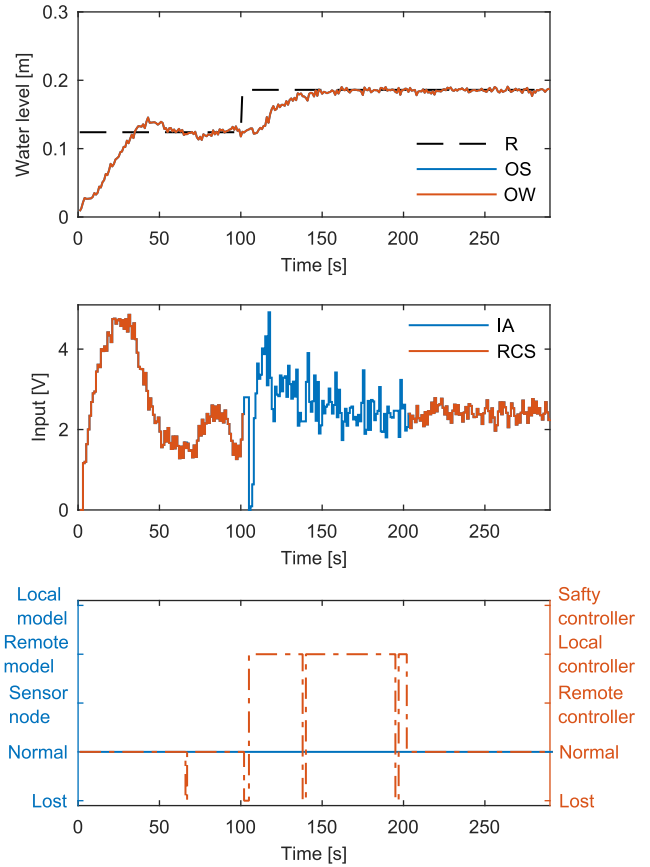 Water level [m]
0.3
0.2
0.1
0
0 50 100 150 200 250
Time [s]
R
OS
OW
Input [V]
4
2
0
0 50 100 150 200 250
Time [s]
IA
RCS
Local
model
Remote
model
Sensor
node
Normal
Lost
Safty
controller
Local
controller
Remote
controller
Normal
Lost
0 50 100 150 200 250
Time [s]